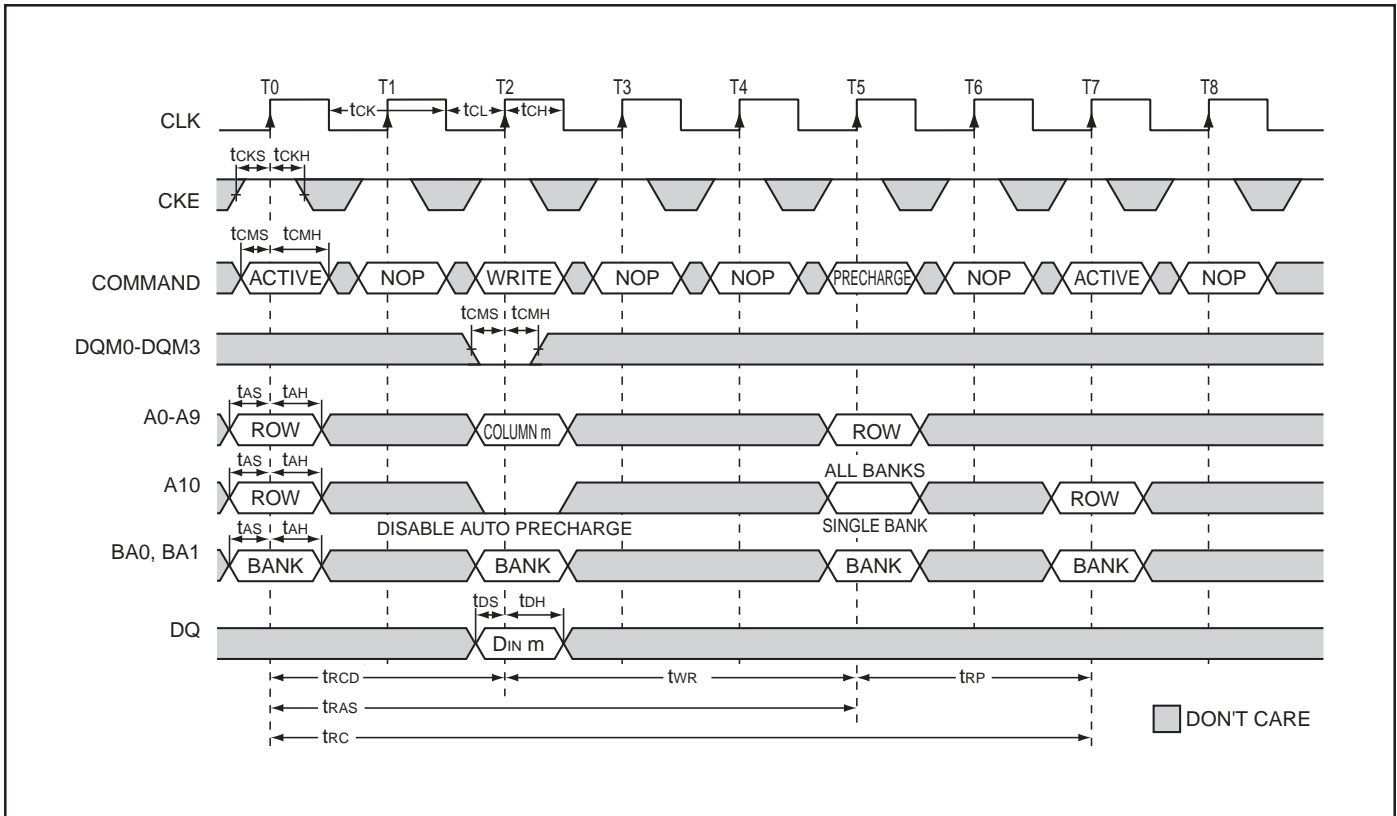 T0 T1 T2 T3 T4 T5 T6 T7 T8
tCK tCL tCH
CLK
tCKS tCKH
CKE
tCMS tCMH
COMMAND ACTIVE NOP WRITE NOP NOP PRECHARGE NOP ACTIVE NOP
tCMS tCMH
DQM0-DQM3
tAS tAH
A0-A9 ROW COLUMN m ROW
tAS tAH ALL BANKS
A10 ROW ROW
tAS tAH DISABLE AUTO PRECHARGE SINGLE BANK
BA0, BA1 BANK BANK BANK BANK
tDS tDH
DQ DIN m
tRCD tWR tRP
tRAS
DON'T CARE
tRC